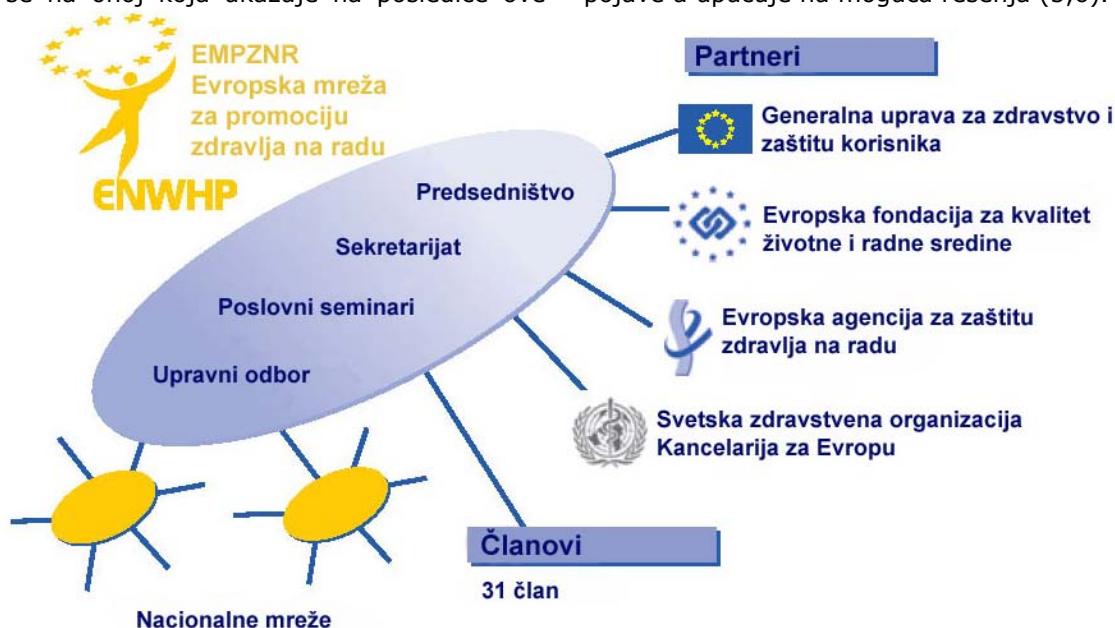 EMPZNR
Evropska mreža
za promociju
zdravlja na radu
ENWHP
Predsedništvo
Sekretarijat
Poslovni seminari
Upravni odbor
Partneri
Generalna uprava za zdravstvo i
zaštitu korisnika
Evropska fondacija za kvalitet
životne i radne sredine
Evropska agencija za zaštitu
zdravlja na radu
Svetska zdravstvena organizacija
Kancelarija za Evropu
Članovi
31 član
Nacionalne mreže